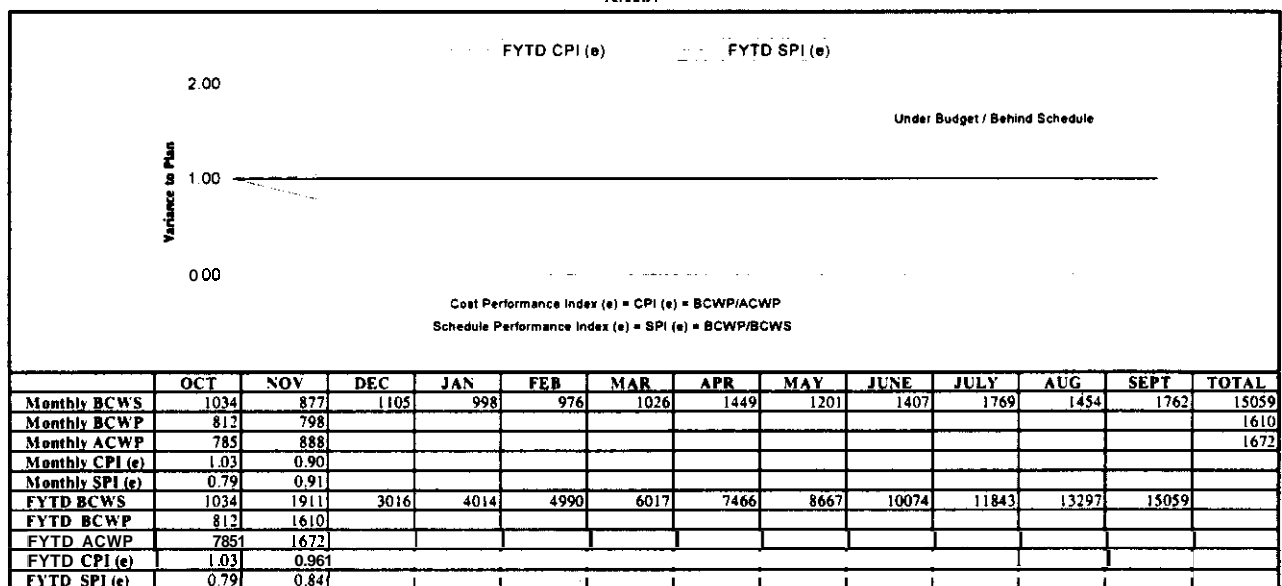 FYTD CPI (e) FYTD SPI (e)
2.00
Under Budget / Behind Schedule
Variance to Plan
1.00
0.00
Cost Performance Index (e) = CPI (e) = BCWP/ACWP
Schedule Performance Index (e) = SPI (e) = BCWP/BCWS
OCT NOV DEC JAN FEB MAR APR MAY JUNE JULY AUG SEPT TOTAL
Monthly BCWS 1034 877 1105 998 976 1026 1449 1201 1407 1769 1454 1762 15059
Monthly BCWP 812 798 1610
Monthly ACWP 785 888 1672
Monthly CPI (e) 1.03 0.90
Monthly SPI (e) 0.79 0.91
FYTD BCWS 1034 1911 3016 4014 4990 6017 7466 8667 10074 11843 13297 15059
FYTD BCWP 812 1610
FYTD ACWP 785 1672
FYTD CPI (e) 1.03 0.96
FYTD SPI (e) 0.79 0.84